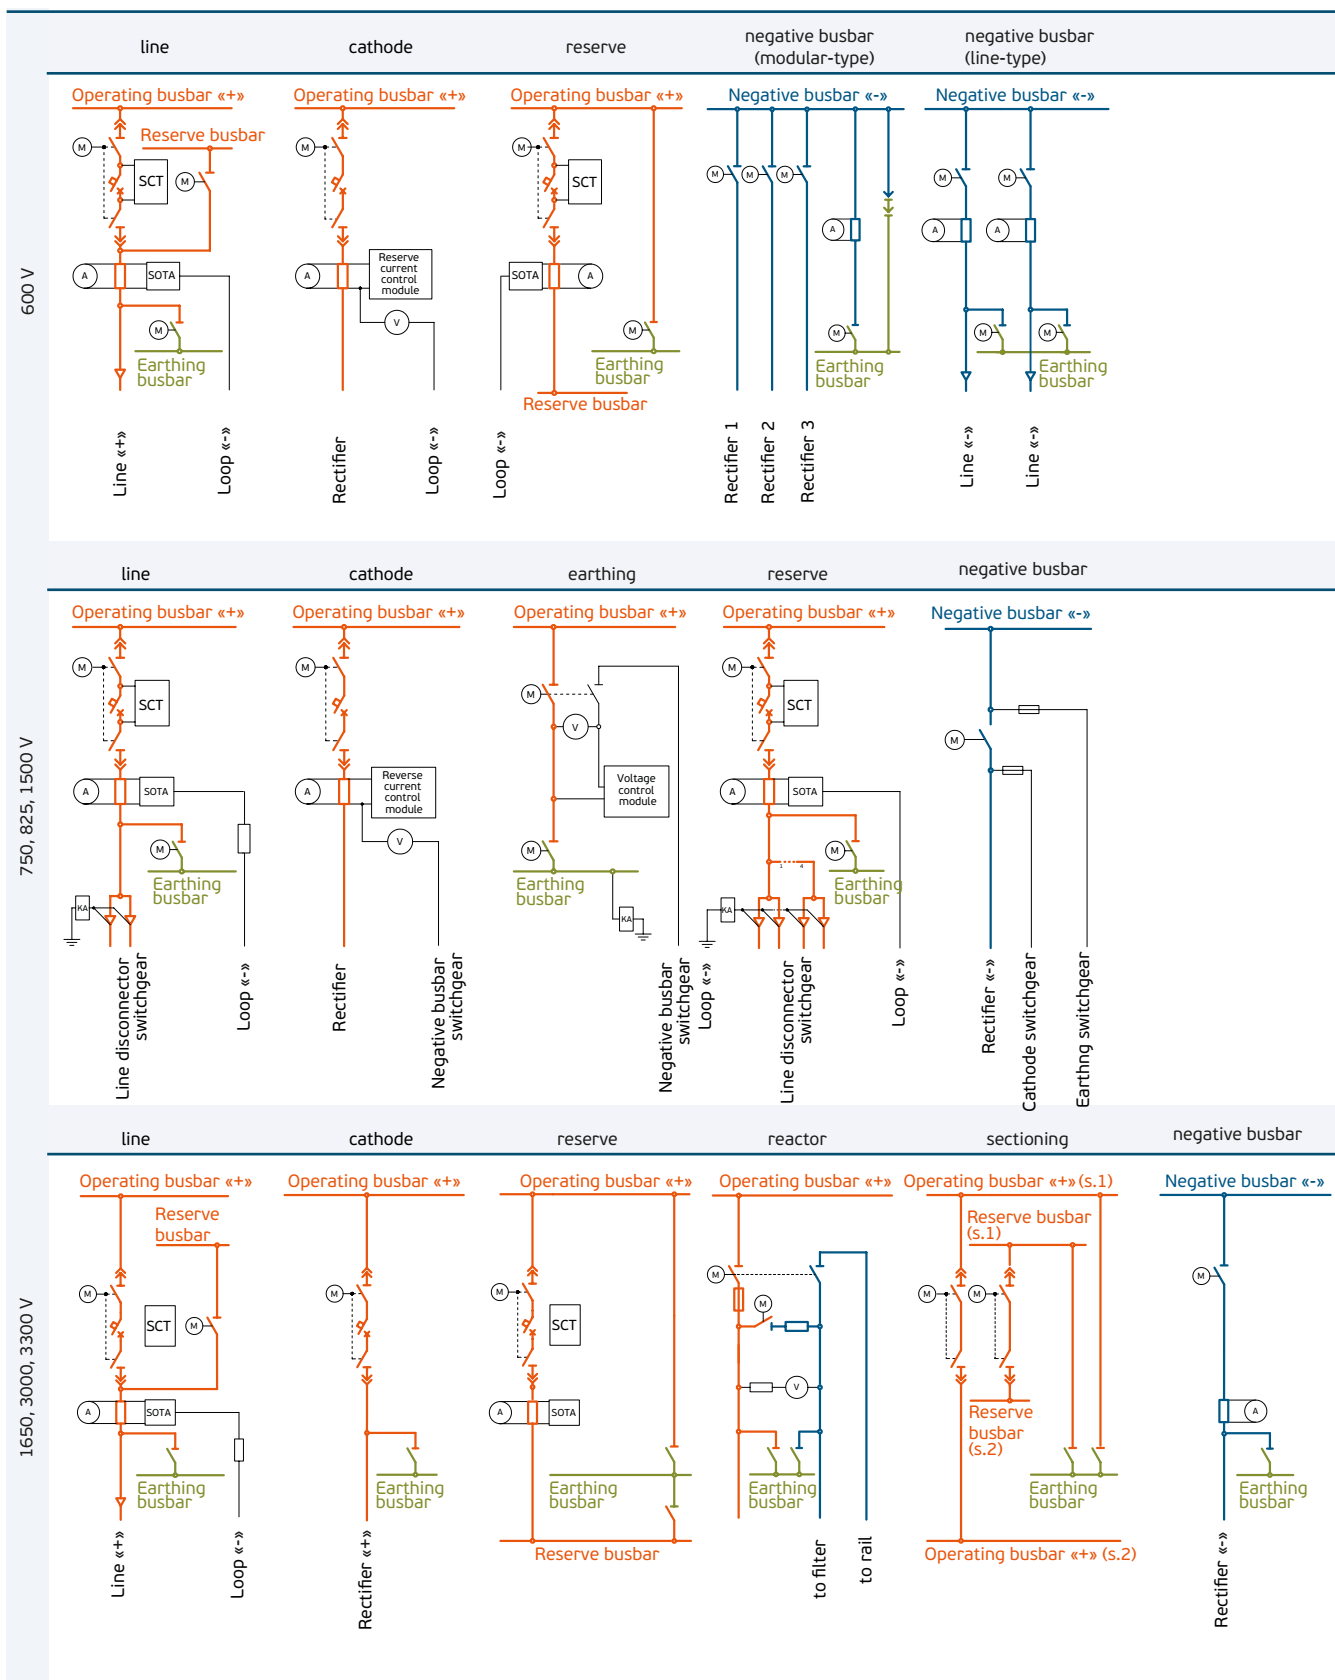 600 V
line
cathode
reserve
negative busbar
(modular-type)
negative busbar
(line-type)
Operating busbar «+»
M
Reserve busbar
SCT
M
A
SOTA
M
Earthing
busbar
Line «+»
Loop «-»
Operating busbar «+»
M
A
Reserve
current
control
module
V
Rectifier
Loop «-»
Operating busbar «+»
M
SCT
SOTA
A
M
Earthing
busbar
Reserve busbar
Loop «-»
Negative busbar «-»
M
M
M
A
M
Earthing
busbar
Rectifier 1
Rectifier 2
Rectifier 3
Negative busbar «-»
M
M
A
A
M
M
Earthing
busbar
Line «-»
Line «-»
750, 825, 1500 V
line
cathode
earthing
reserve
negative busbar
Operating busbar «+»
M
SCT
A
SOTA
M
Earthing
busbar
KA
Line disconnector
switchgear
Loop «-»
Operating busbar «+»
M
A
Reverse
current
control
module
V
Rectifier
Negative busbar
switchgear
Operating busbar «+»
M
V
Voltage
control
module
M
Earthing
busbar
KA
Negative busbar
switchgear
Operating busbar «+»
M
SCT
A
SOTA
M
1
4
Earthing
busbar
KA
Loop «-»
Line disconnector
switchgear
Loop «-»
Negative busbar «-»
M
Rectifier «-»
Cathode switchgear
Earthng switchgear
1650, 3000, 3300 V
line
cathode
reserve
reactor
sectioning
negative busbar
Operating busbar «+»
Reserve
busbar
M
SCT
M
A
SOTA
Earthing
busbar
Line «+»
Loop «-»
Operating busbar «+»
M
Earthing
busbar
Rectifier «+»
Operating busbar «+»
M
SCT
A
SOTA
Earthing
busbar
Reserve busbar
Operating busbar «+»
M
M
V
Earthing
busbar
to filter
to rail
Operating busbar «+» (s.1)
Reserve busbar
(s.1)
M
M
Reserve
busbar
(s.2)
Earthing
busbar
Operating busbar «+» (s.2)
Negative busbar «-»
M
A
Earthing
busbar
Rectifier «-»